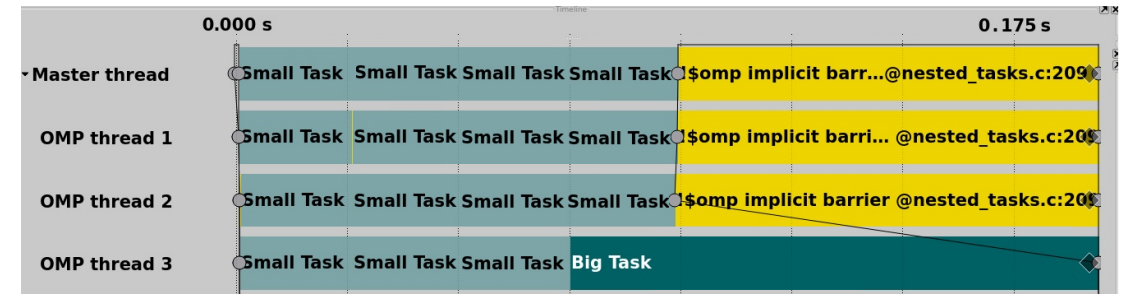 Timeline
0.000 s 0.175 s
Master thread Small Task Small Task Small Task Small Task !$omp implicit barr...@nested_tasks.c:209
OMP thread 1 Small Task Small Task Small Task Small Task !$omp implicit barri... @nested_tasks.c:209
OMP thread 2 Small Task Small Task Small Task Small Task !$omp implicit barrier @nested_tasks.c:209
OMP thread 3 Small Task Small Task Small Task Big Task